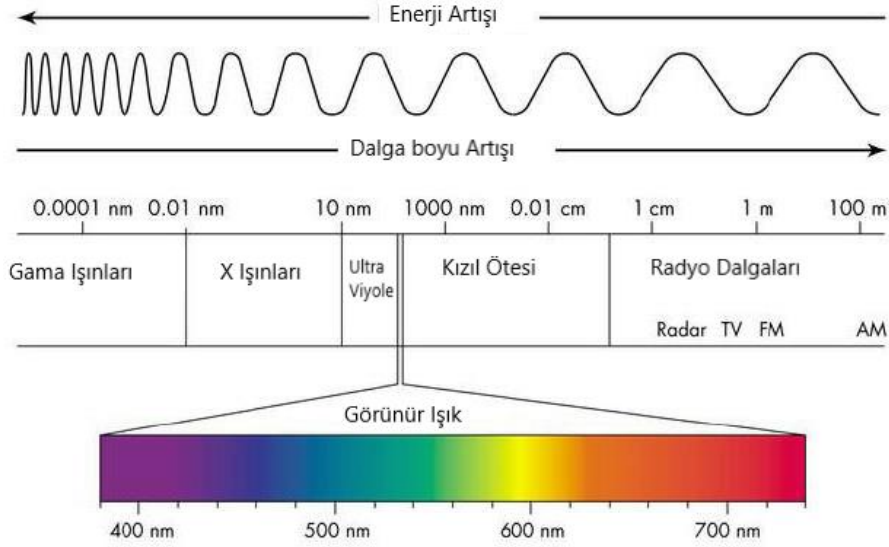 Enerji Artışı
Dalga boyu Artışı
0.0001 nm 0.01 nm 10 nm 1000 nm 0.01 cm 1 cm 1 m 100 m
Gama Işınları X Işınları Ultra Viyole Kızıl Ötesi Radyo Dalgaları
Radar TV FM AM
Görünür Işık
400 nm 500 nm 600 nm 700 nm